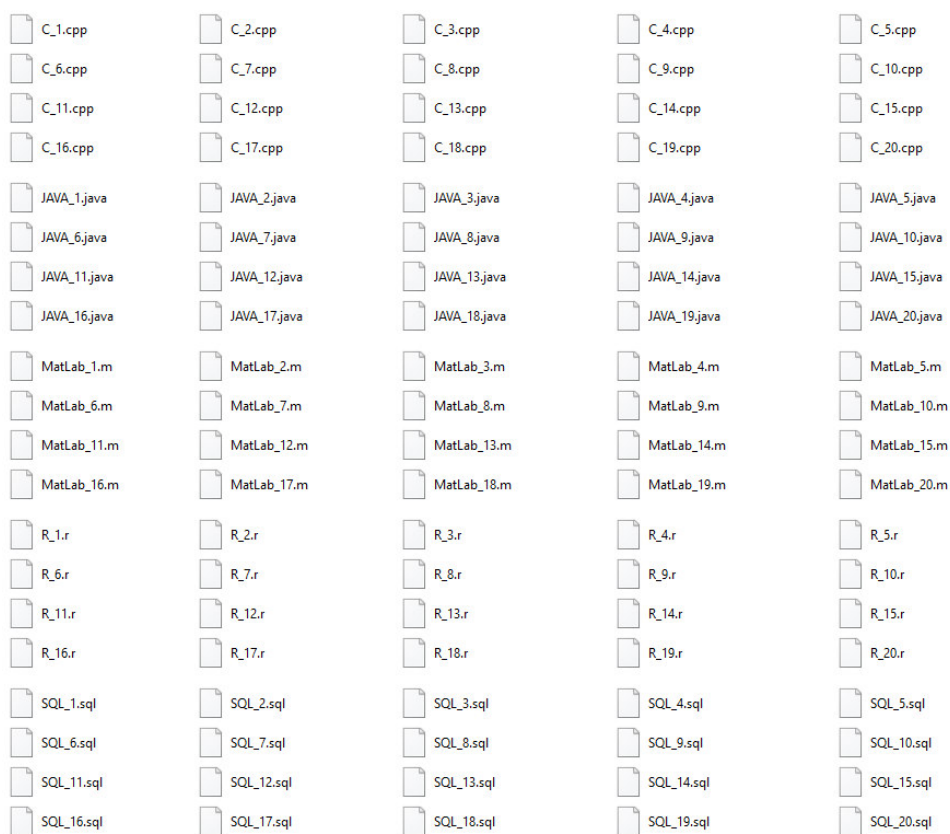 C_1.cpp C_2.cpp C_3.cpp C_4.cpp C_5.cpp
C_6.cpp C_7.cpp C_8.cpp C_9.cpp C_10.cpp
C_11.cpp C_12.cpp C_13.cpp C_14.cpp C_15.cpp
C_16.cpp C_17.cpp C_18.cpp C_19.cpp C_20.cpp
JAVA_1.java JAVA_2.java JAVA_3.java JAVA_4.java JAVA_5.java
JAVA_6.java JAVA_7.java JAVA_8.java JAVA_9.java JAVA_10.java
JAVA_11.java JAVA_12.java JAVA_13.java JAVA_14.java JAVA_15.java
JAVA_16.java JAVA_17.java JAVA_18.java JAVA_19.java JAVA_20.java
MatLab_1.m MatLab_2.m MatLab_3.m MatLab_4.m MatLab_5.m
MatLab_6.m MatLab_7.m MatLab_8.m MatLab_9.m MatLab_10.m
MatLab_11.m MatLab_12.m MatLab_13.m MatLab_14.m MatLab_15.m
MatLab_16.m MatLab_17.m MatLab_18.m MatLab_19.m MatLab_20.m
R_1.r R_2.r R_3.r R_4.r R_5.r
R_6.r R_7.r R_8.r R_9.r R_10.r
R_11.r R_12.r R_13.r R_14.r R_15.r
R_16.r R_17.r R_18.r R_19.r R_20.r
SQL_1.sql SQL_2.sql SQL_3.sql SQL_4.sql SQL_5.sql
SQL_6.sql SQL_7.sql SQL_8.sql SQL_9.sql SQL_10.sql
SQL_11.sql SQL_12.sql SQL_13.sql SQL_14.sql SQL_15.sql
SQL_16.sql SQL_17.sql SQL_18.sql SQL_19.sql SQL_20.sql